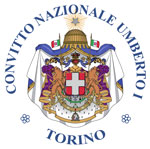 CONVITTO NAZIONALE UMBERTO I
TORINO